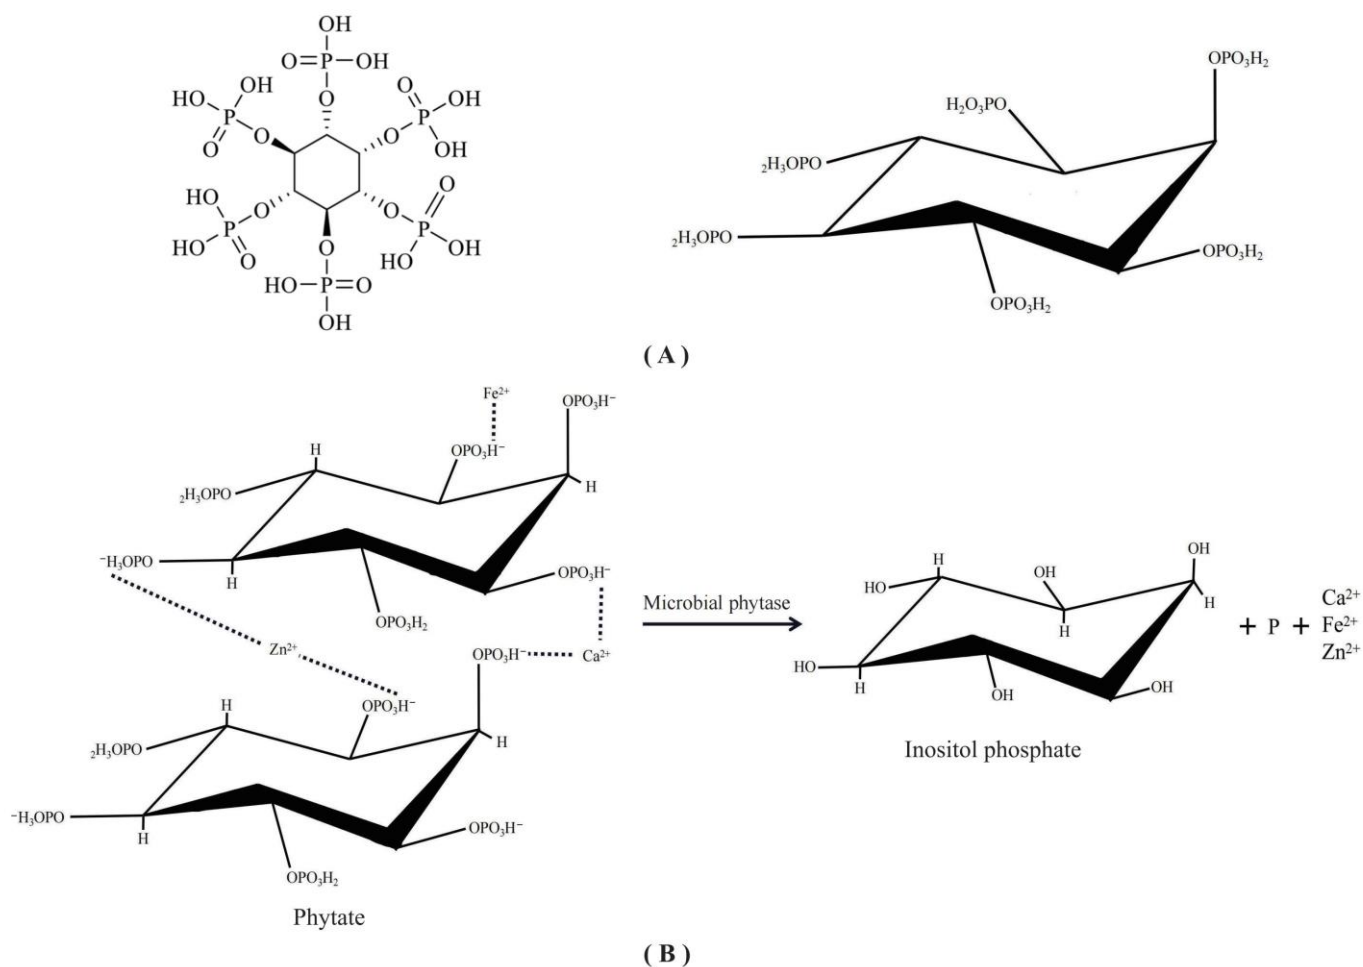 OH
O=P—OH
OH
HO
HO
P
O
O
O
O
P
OH
OH
O
O
HO
HO
P
O
O
O
O
P
OH
HO
HO—P=O
OH
OPO₃H₂
H₂O₃PO
₂H₃OPO
₂H₃OPO
OPO₃H₂
OPO₃H₂
( A )
Fe²⁺
OPO₃H⁻
OPO₃H⁻
H
₂H₃OPO
H
⁻H₃OPO
H
OPO₃H⁻
OPO₃H₂
Zn²⁺
OPO₃H⁻
Ca²⁺
OPO₃H⁻
H
₂H₃OPO
H
⁻H₃OPO
H
OPO₃H⁻
OPO₃H₂
Phytate
Microbial phytase
OH
H
OH
HO
H
H
HO
H
OH
OH
Inositol phosphate
+ P +
Ca²⁺
Fe²⁺
Zn²⁺
( B )